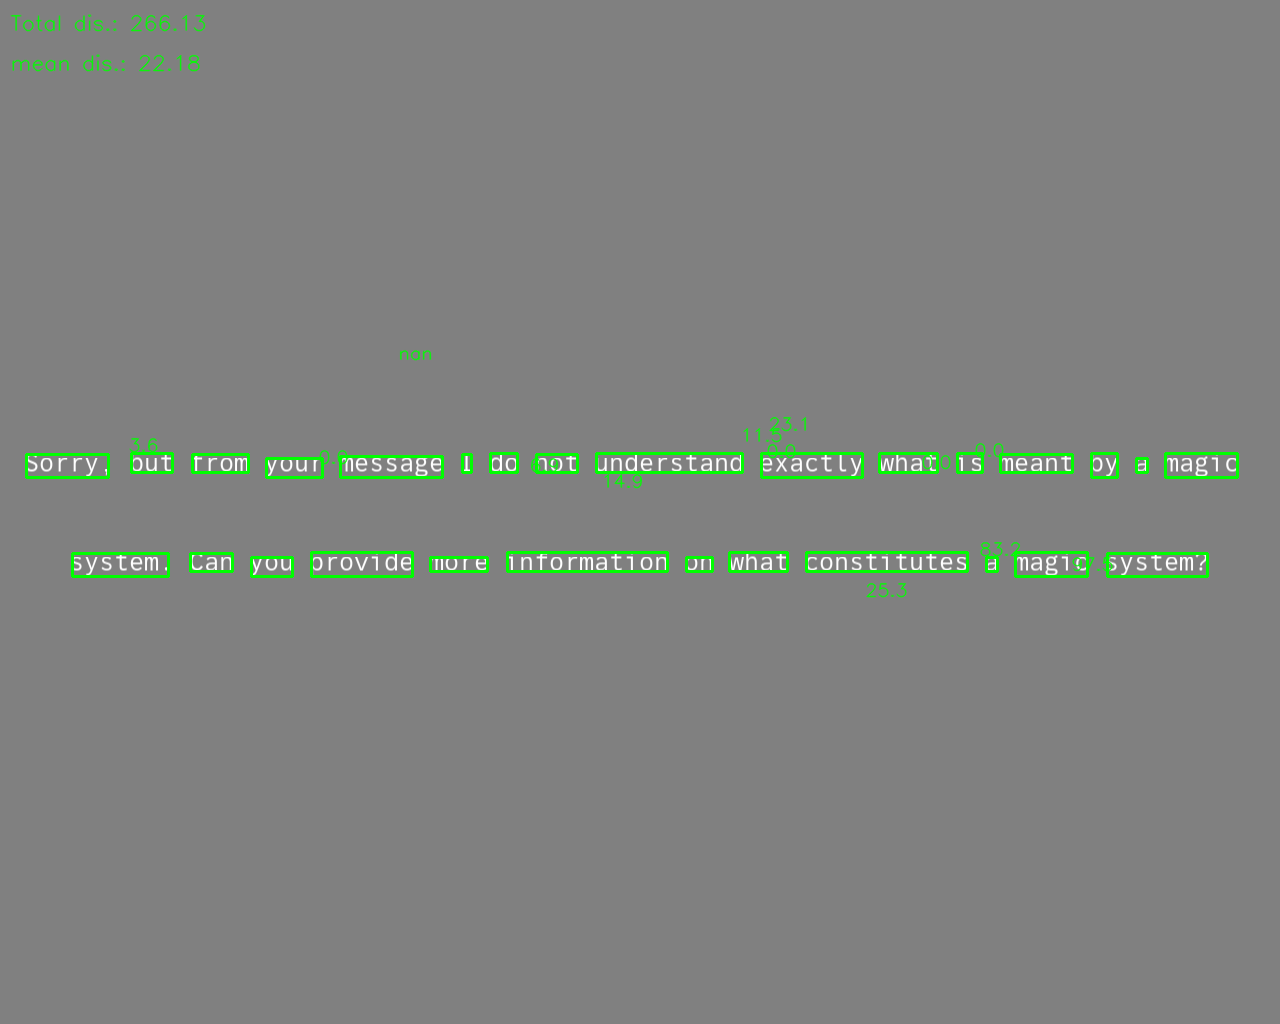 Total dis.: 266.13
mean dis.: 22.18
nan
23.1
11.5
3.6 0.0 0.0
Sorry, but from your message I do not understand exactly what is meant by a magic
0.0
14.9
83.2
system. Can you provide more information on what constitutes a magic system?
25.3